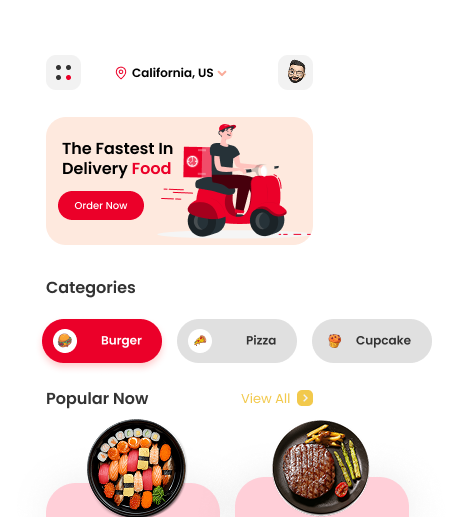 California, US
The Fastest In
Delivery Food
Order Now
Categories
Burger
Pizza
Cupcake
Popular Now
View All